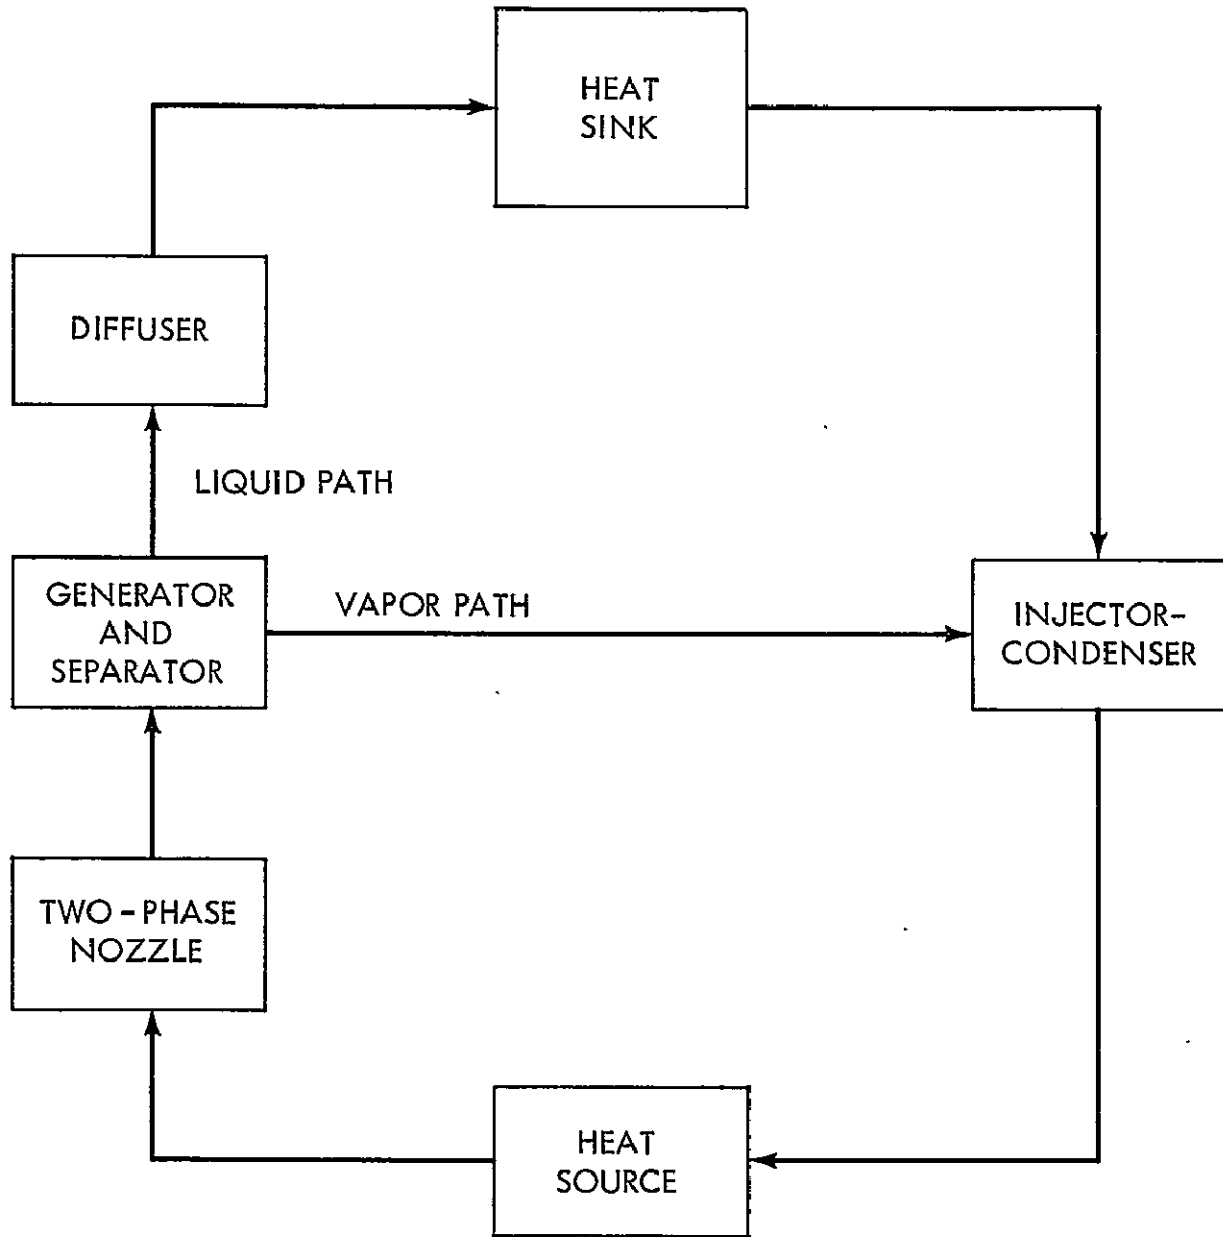 HEAT
SINK
DIFFUSER
LIQUID PATH
GENERATOR
AND
SEPARATOR
VAPOR PATH
INJECTOR-
CONDENSER
TWO-PHASE
NOZZLE
HEAT
SOURCE